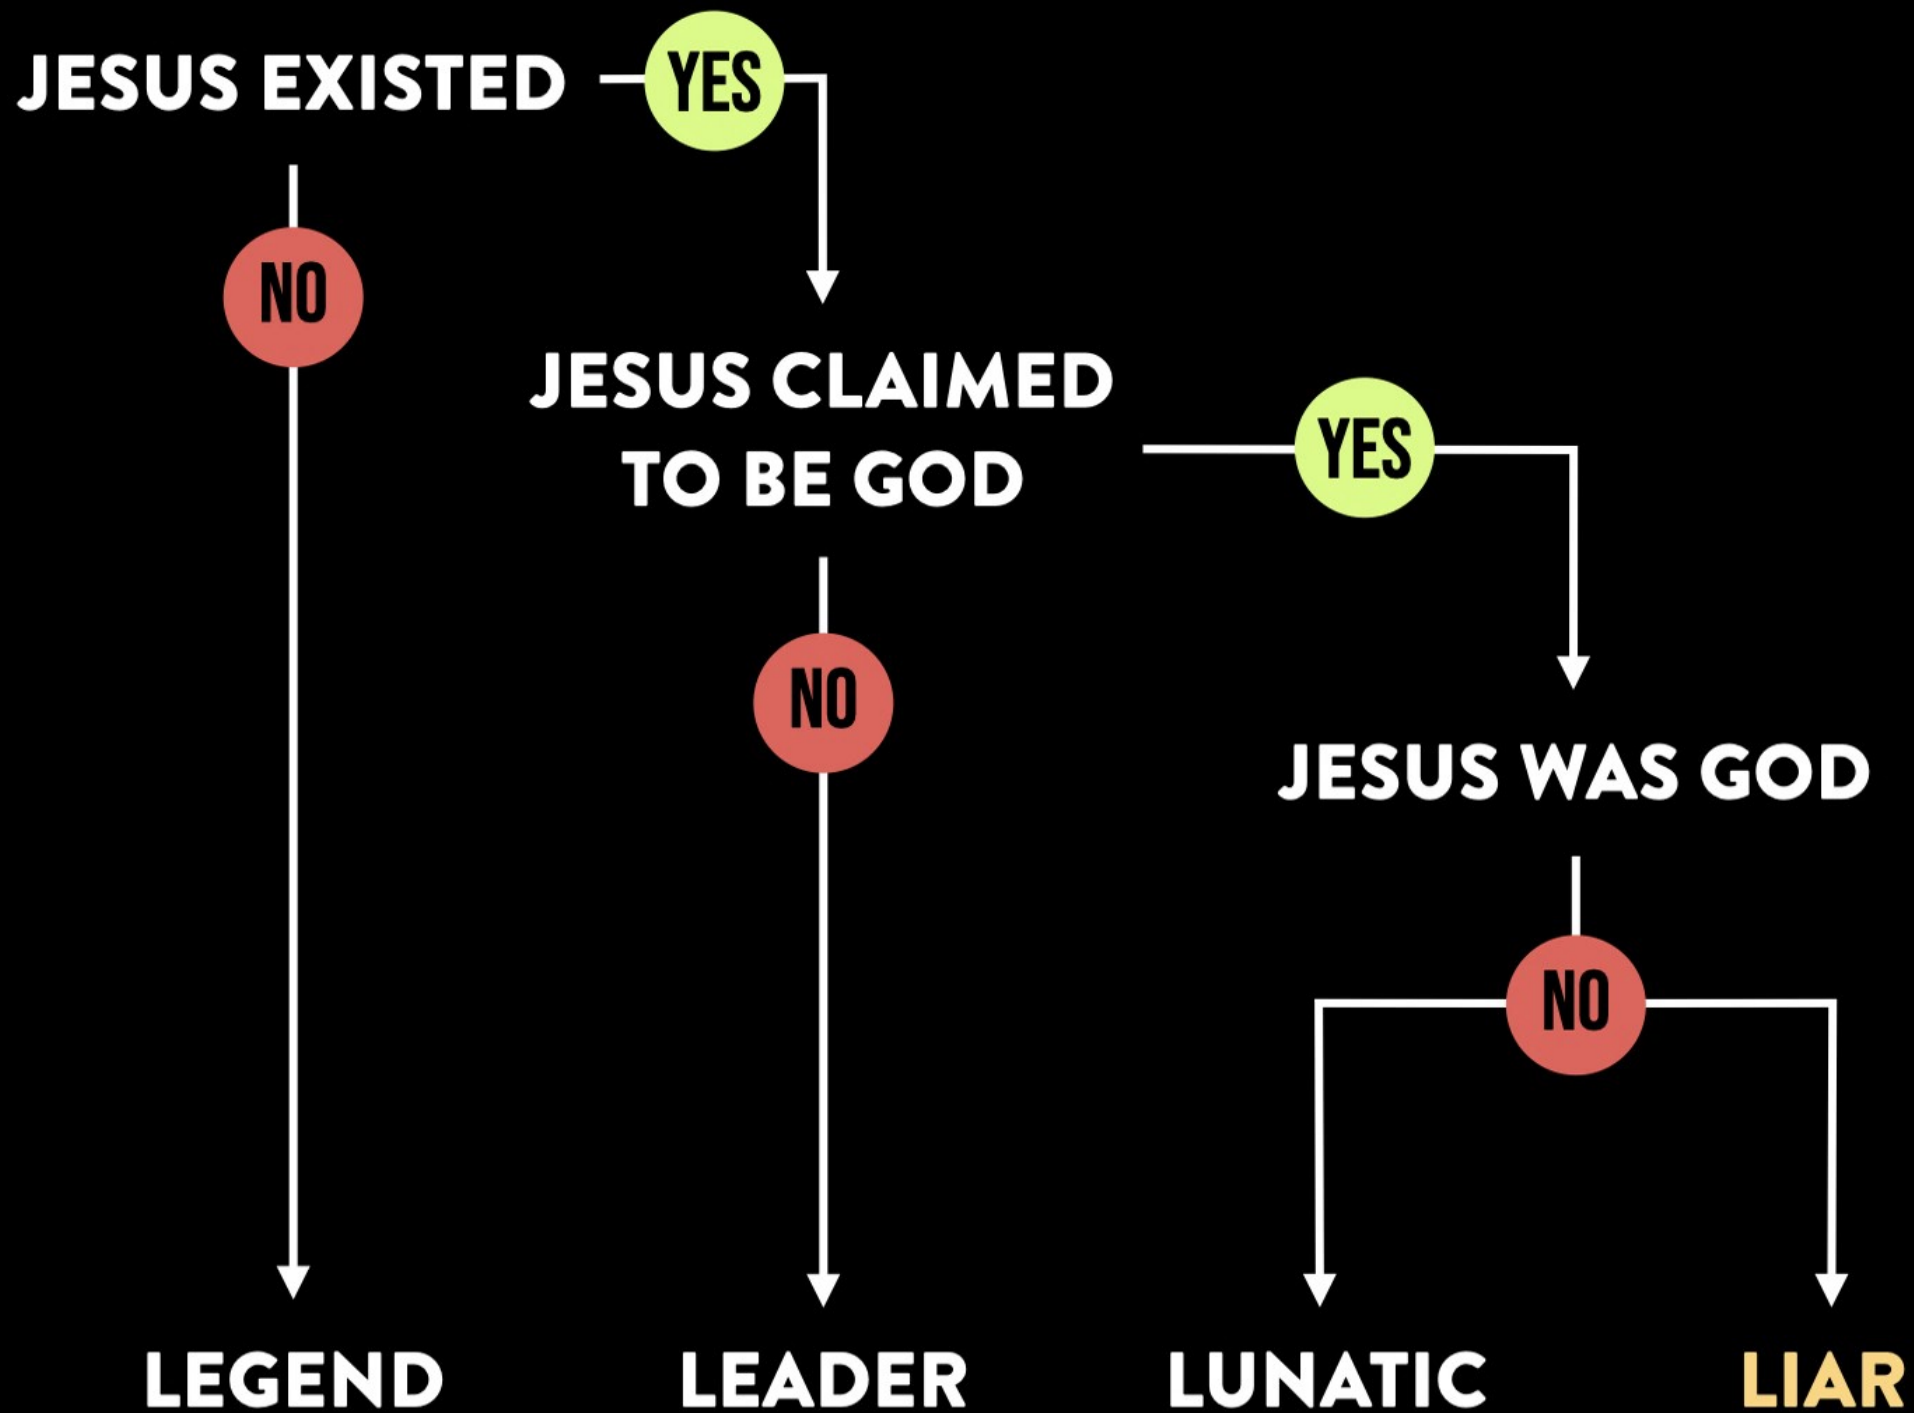 JESUS EXISTED
YES
NO
JESUS CLAIMED
TO BE GOD
YES
NO
JESUS WAS GOD
NO
LEGEND
LEADER
LUNATIC
LIAR